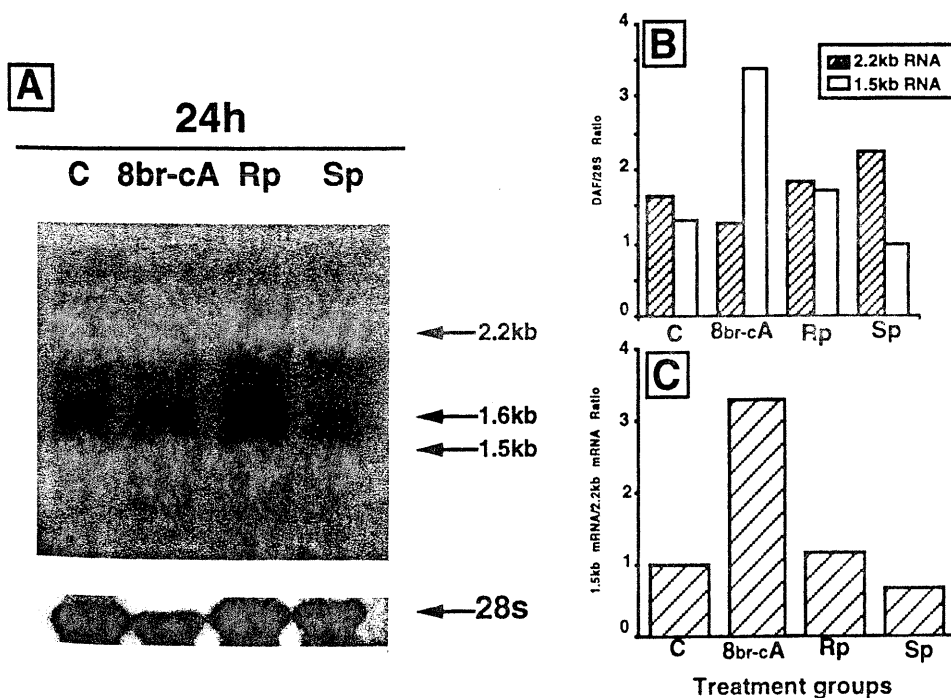 A
24h
C 8br-cA Rp Sp
2.2kb
1.6kb
1.5kb
28s
B
4
3
2
1
0
DAF/28S Ratio
2.2kb RNA
1.5kb RNA
C 8br-cA Rp Sp
C
4
3
2
1
0
1.5kb mRNA/2.2kb mRNA Ratio
C 8br-cA Rp Sp
Treatment groups